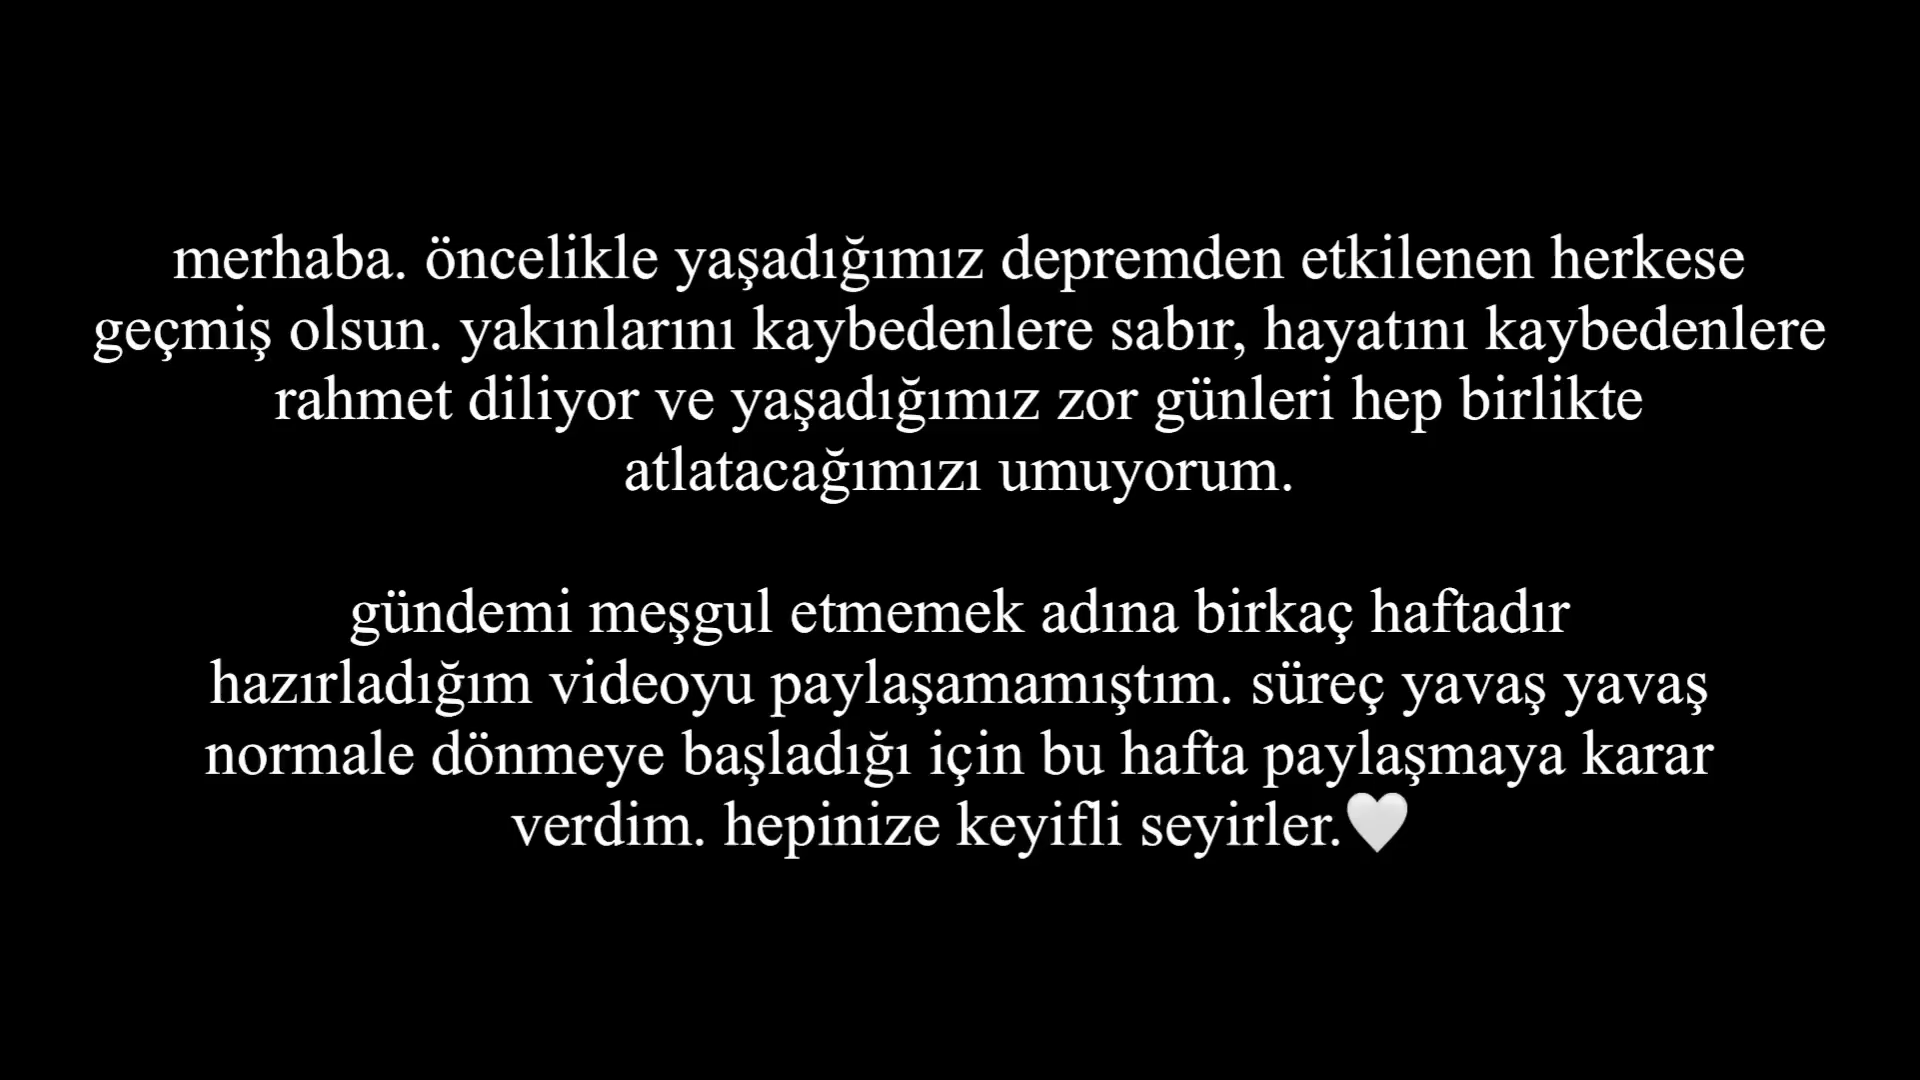 merhaba. öncelikle yaşadığımız depremden etkilenen herkese
geçmiş olsun. yakınlarını kaybedenlere sabır, hayatını kaybedenlere
rahmet diliyor ve yaşadığımız zor günleri hep birlikte
atlatacağımızı umuyorum.
gündemi meşgul etmemek adına birkaç haftadır
hazırladığım videoyu paylaşamamıştım. süreç yavaş yavaş
normale dönmeye başladığı için bu hafta paylaşmaya karar
verdim. hepinize keyifli seyirler.🤍